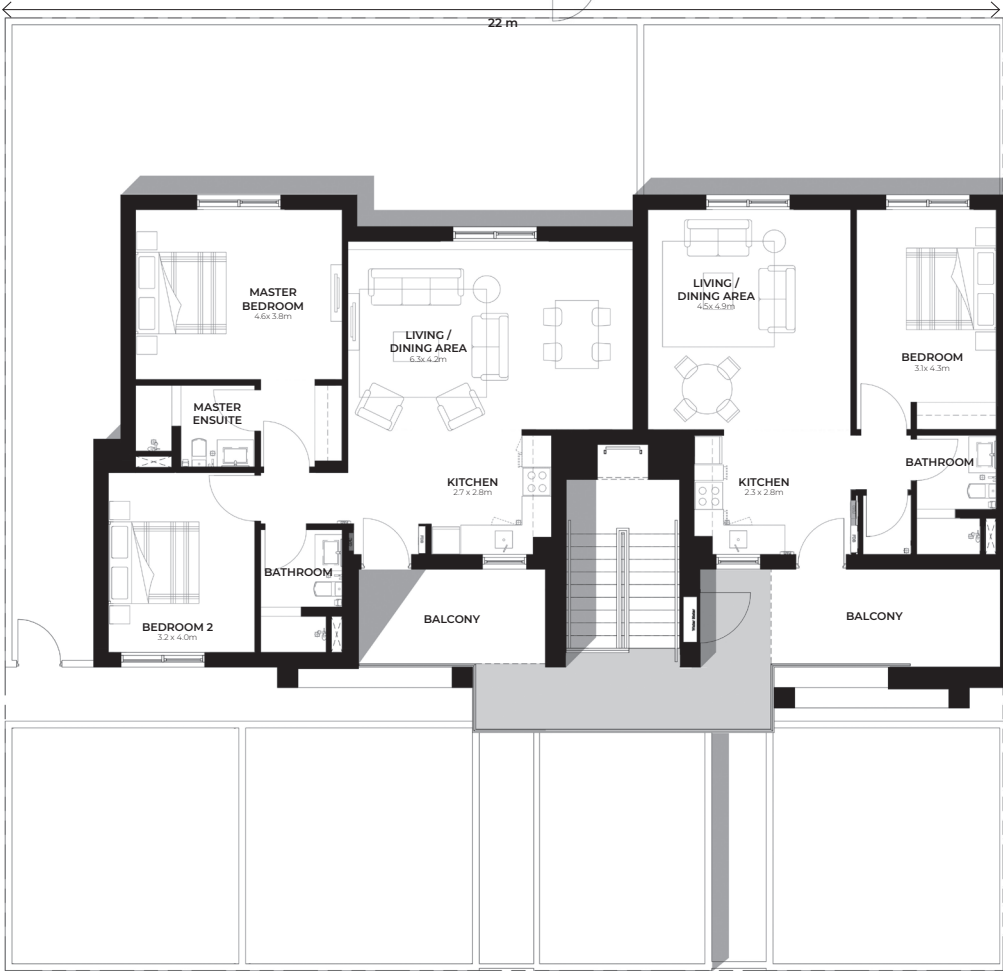 22 m
MASTER
BEDROOM
4.6x 3.8m
LIVING /
DINING AREA
6.3x 4.2m
LIVING /
DINING AREA
4.5x 4.9m
BEDROOM
3.1x 4.3m
MASTER
ENSUITE
KITCHEN
2.7 x 2.8m
KITCHEN
2.3 x 2.8m
BATHROOM
BATHROOM
BEDROOM 2
3.2 x 4.0m
BALCONY
BALCONY